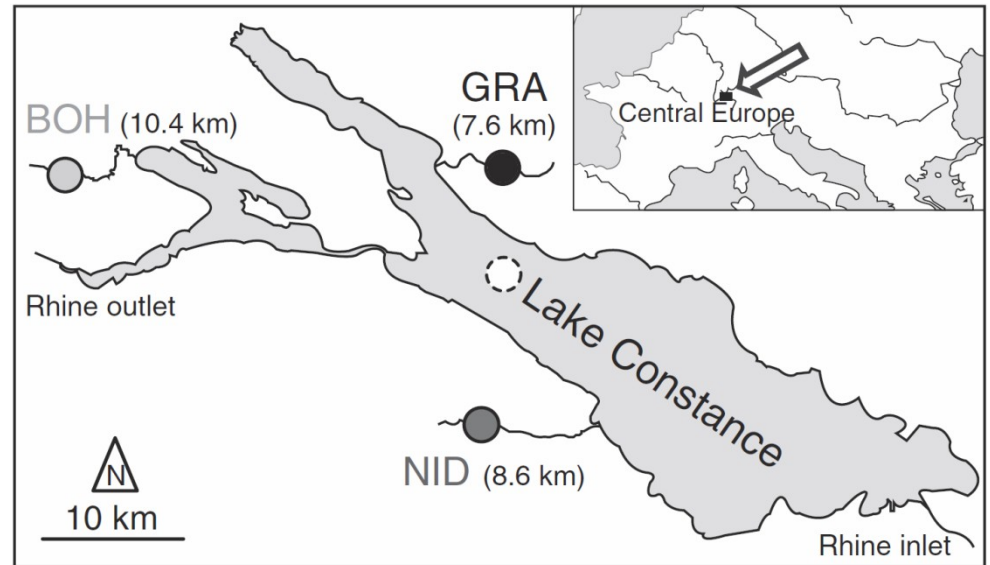 GRA
(7.6 km)
BOH (10.4 km)
Central Europe
Rhine outlet
Lake Constance
NID (8.6 km)
N
10 km
Rhine inlet